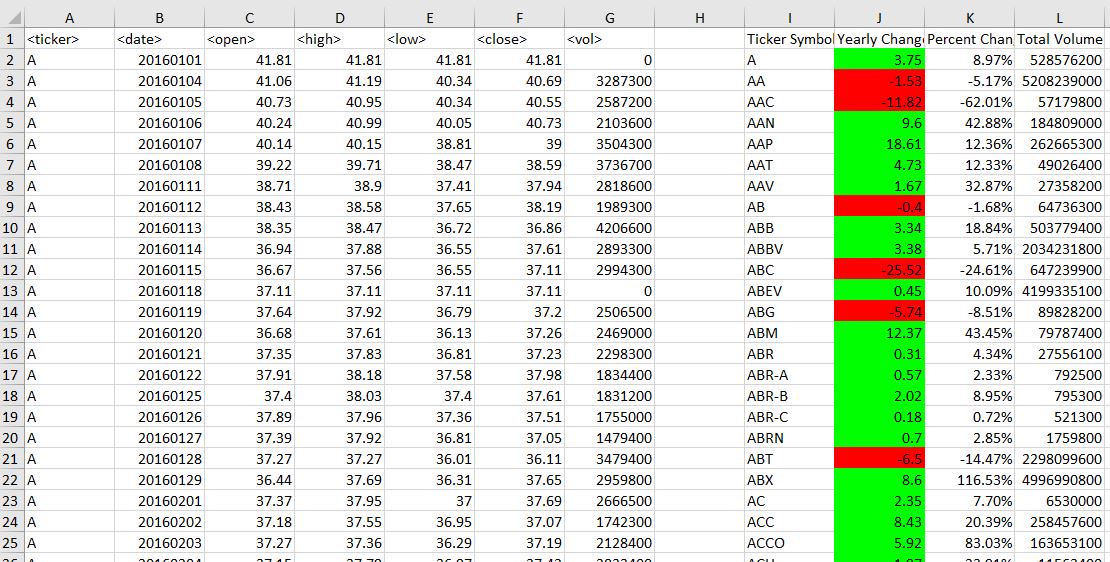 A B C D E F G H I J K L
1 <ticker> <date> <open> <high> <low> <close> <vol> Ticker Symbol Yearly Chang Percent Chan Total Volume
2 A 20160101 41.81 41.81 41.81 41.81 0 A 3.75 8.97% 528576200
3 A 20160104 41.06 41.19 40.34 40.69 3287300 AA -1.53 -5.17% 5208239000
4 A 20160105 40.73 40.95 40.34 40.55 2587200 AAC -11.82 -62.01% 57179800
5 A 20160106 40.24 40.99 40.05 40.73 2103600 AAN 9.6 42.88% 184809000
6 A 20160107 40.14 40.15 38.81 39 3504300 AAP 18.61 12.36% 262665300
7 A 20160108 39.22 39.71 38.47 38.59 3736700 AAT 4.73 12.33% 49026400
8 A 20160111 38.71 38.9 37.41 37.94 2818600 AAV 1.67 32.87% 27358200
9 A 20160112 38.43 38.58 37.65 38.19 1989300 AB -0.4 -1.68% 64736300
10 A 20160113 38.35 38.47 36.72 36.86 4206600 ABB 3.34 18.84% 503779400
11 A 20160114 36.94 37.88 36.55 37.61 2893300 ABBV 3.38 5.71% 2034231800
12 A 20160115 36.67 37.56 36.55 37.11 2994300 ABC -25.52 -24.61% 647239900
13 A 20160118 37.11 37.11 37.11 37.11 0 ABEV 0.45 10.09% 4199335100
14 A 20160119 37.64 37.92 36.79 37.2 2506500 ABG -5.74 -8.51% 89828200
15 A 20160120 36.68 37.61 36.13 37.26 2469000 ABM 12.37 43.45% 79787400
16 A 20160121 37.35 37.83 36.81 37.23 2298300 ABR 0.31 4.34% 27556100
17 A 20160122 37.91 38.18 37.58 37.98 1834400 ABR-A 0.57 2.33% 792500
18 A 20160125 37.4 38.03 37.4 37.61 1831200 ABR-B 2.02 8.95% 795300
19 A 20160126 37.89 37.96 37.36 37.51 1755000 ABR-C 0.18 0.72% 521300
20 A 20160127 37.39 37.92 36.81 37.05 1479400 ABRN 0.7 2.85% 1759800
21 A 20160128 37.27 37.27 36.01 36.11 3479400 ABT -6.5 -14.47% 2298099600
22 A 20160129 36.44 37.69 36.31 37.65 2959800 ABX 8.6 116.53% 4996990800
23 A 20160201 37.37 37.95 37 37.69 2666500 AC 2.35 7.70% 6530000
24 A 20160202 37.18 37.55 36.95 37.07 1742300 ACC 8.43 20.39% 258457600
25 A 20160203 37.27 37.36 36.29 37.19 2128400 ACCO 5.92 83.03% 163653100